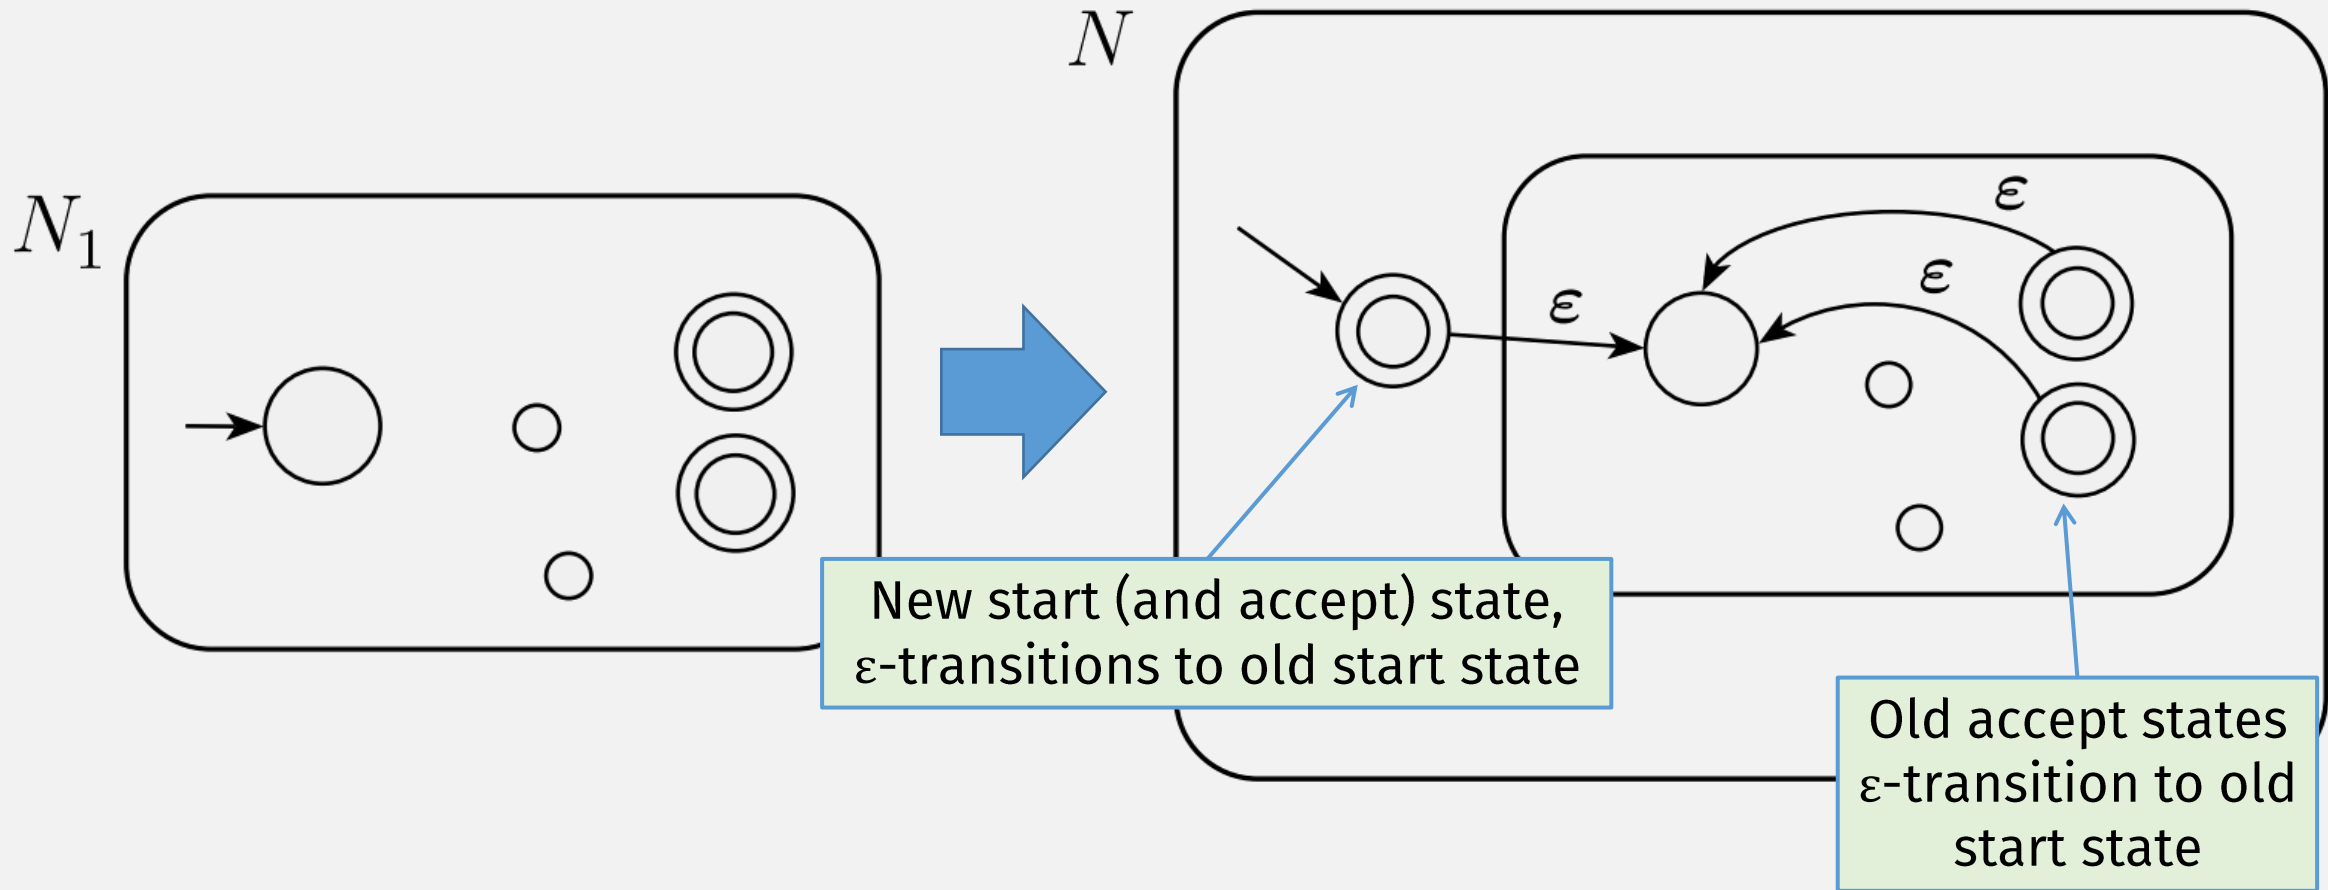 N
N₁
ε
ε
ε
New start (and accept) state,
ε-transitions to old start state
Old accept states
ε-transition to old
start state